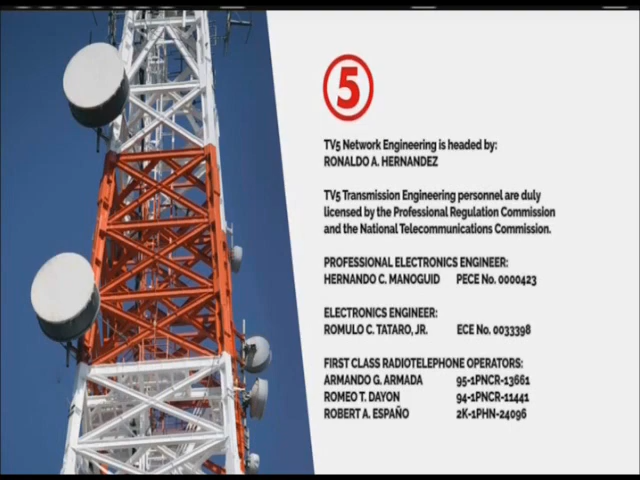 5
TV5 Network Engineering is headed by:
RONALDO A. HERNANDEZ
TV5 Transmission Engineering personnel are duly
licensed by the Professional Regulation Commission
and the National Telecommunications Commission.
PROFESSIONAL ELECTRONICS ENGINEER:
HERNANDO C. MANOGUID PECE No. 0000423
ELECTRONICS ENGINEER:
ROMULO C. TATARO, JR. ECE No. 0033398
FIRST CLASS RADIOTELEPHONE OPERATORS:
ARMANDO G. ARMADA 95-1PNCR-13661
ROMEO T. DAYON 94-1PNCR-11441
ROBERT A. ESPAÑO 2K-1PHN-24096